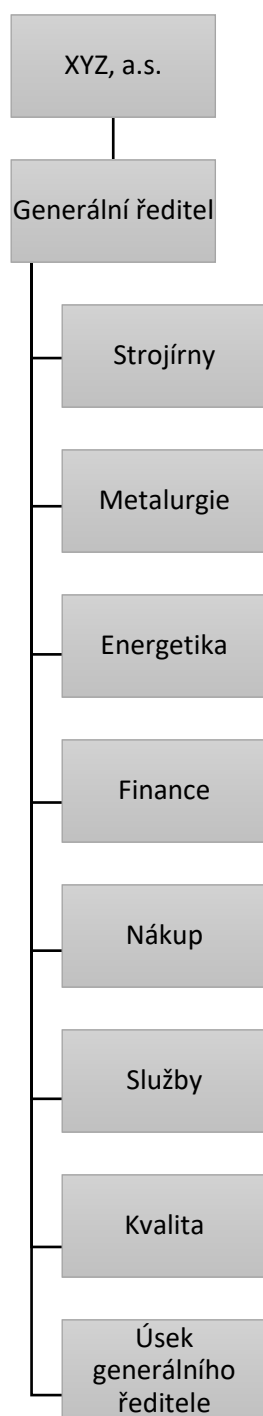 XYZ, a.s.
Generální ředitel
Strojírny
Metalurgie
Energetika
Finance
Nákup
Služby
Kvalita
Úsek
generálního
ředitele